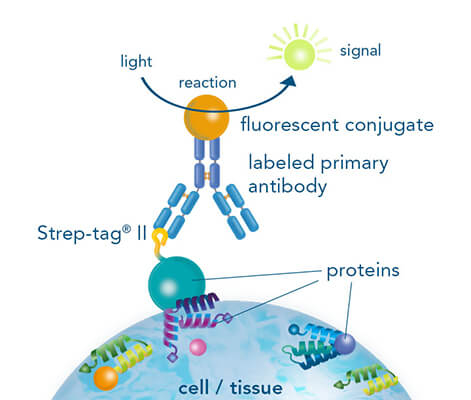 signal
light
reaction
fluorescent conjugate
labeled primary
antibody
Strep-tag® II
proteins
cell / tissue